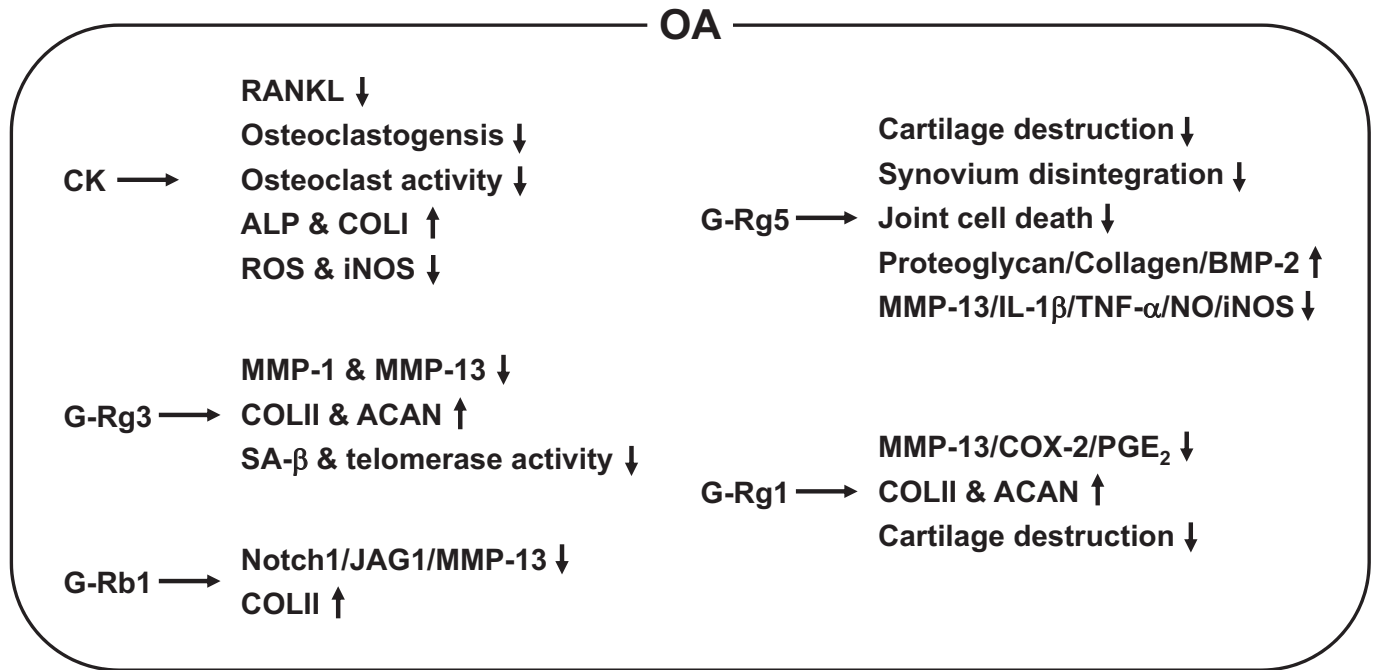 OA
CK →
RANKL ↓
Osteoclastogensis ↓
Osteoclast activity ↓
ALP & COLI ↑
ROS & iNOS ↓
G-Rg3 →
MMP-1 & MMP-13 ↓
COLII & ACAN ↑
SA-β & telomerase activity ↓
G-Rb1 →
Notch1/JAG1/MMP-13 ↓
COLII ↑
G-Rg5 →
Cartilage destruction ↓
Synovium disintegration ↓
Joint cell death ↓
Proteoglycan/Collagen/BMP-2 ↑
MMP-13/IL-1β/TNF-α/NO/iNOS ↓
G-Rg1 →
MMP-13/COX-2/PGE₂ ↓
COLII & ACAN ↑
Cartilage destruction ↓